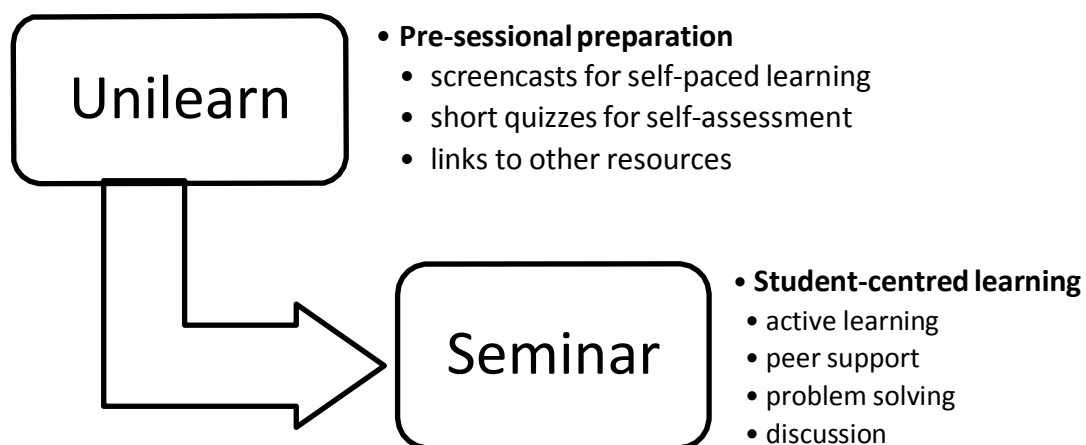 Unilearn
• Pre-sessional preparation
• screencasts for self-paced learning
• short quizzes for self-assessment
• links to other resources
Seminar
• Student-centred learning
• active learning
• peer support
• problem solving
• discussion